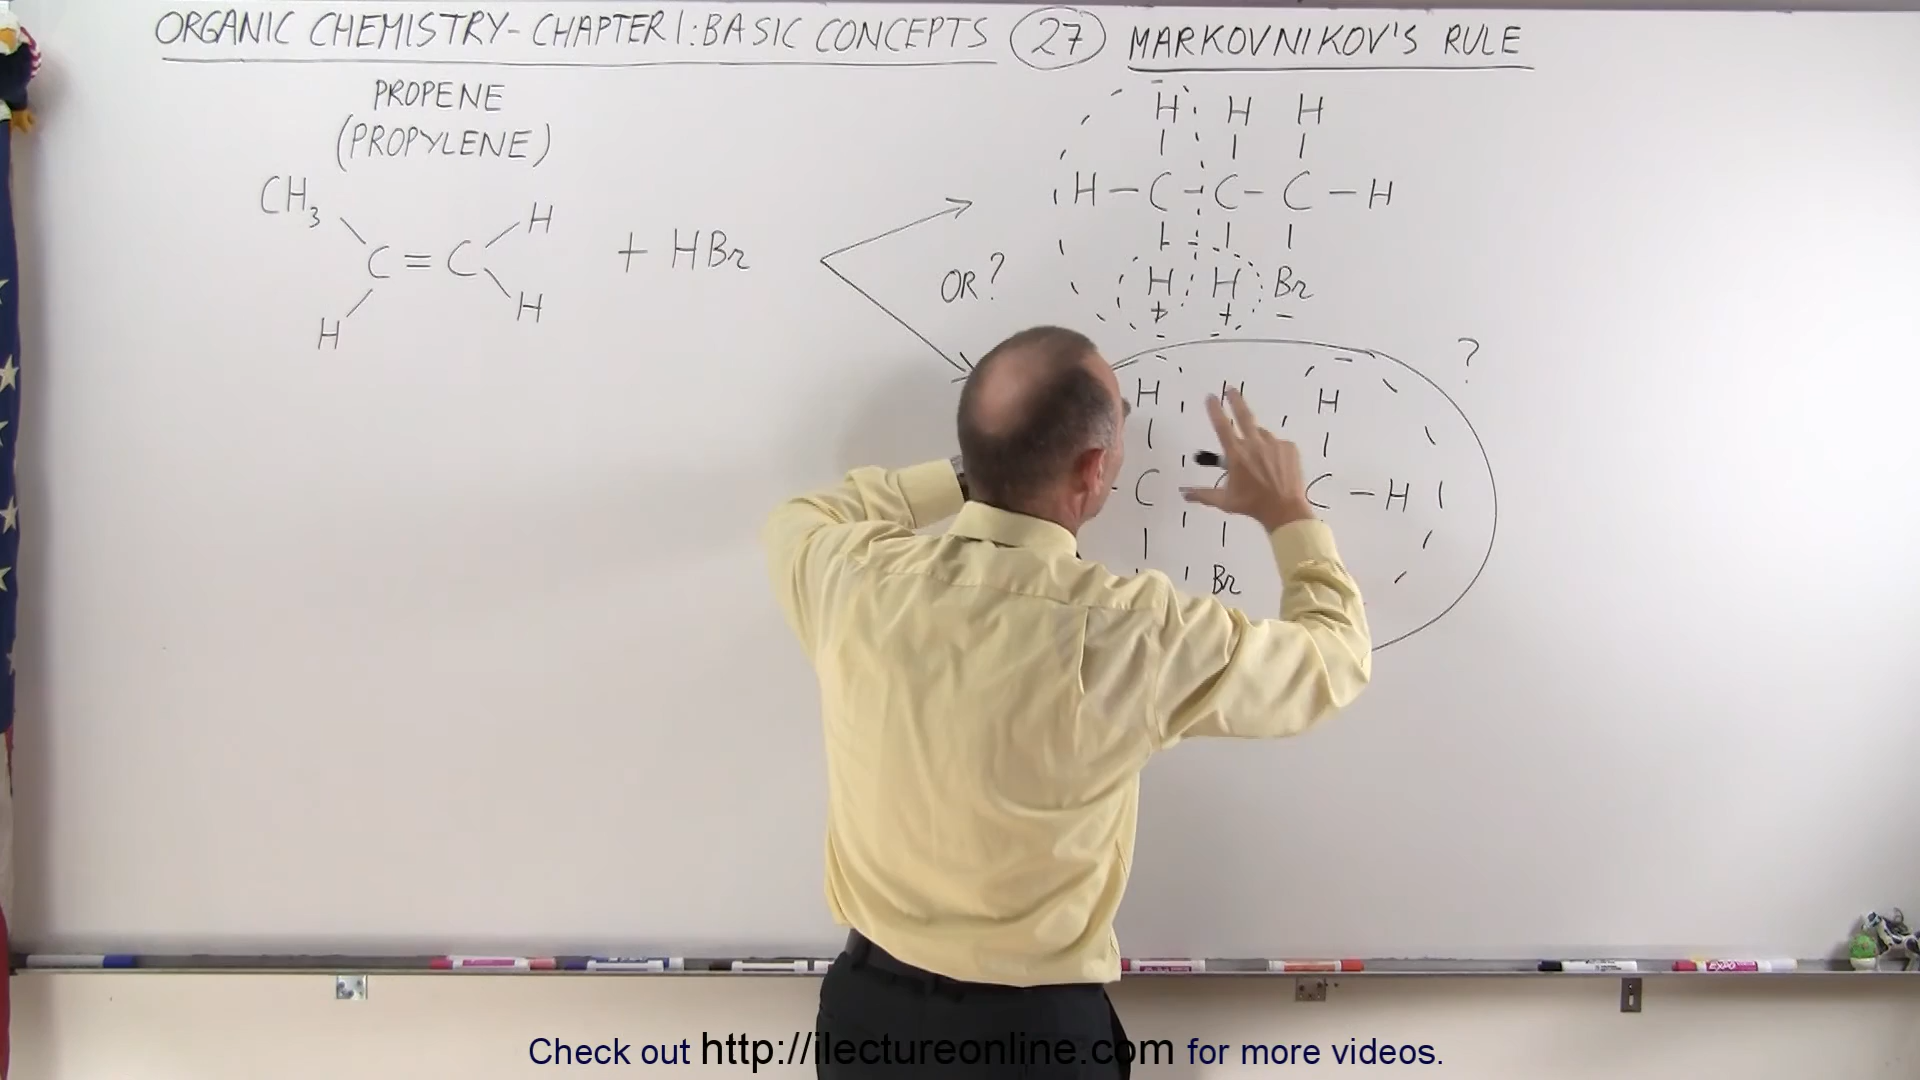 ORGANIC CHEMISTRY- CHAPTER 1: BASIC CONCEPTS 27 MARKOVNIKOV'S RULE
PROPENE
(PROPYLENE)
CH3
H
C = C
H
H
+ HBr
OR?
H H H
H - C - C - C - H
H H Br
+ + -
?
H H H
C C - H
Br
EXPO
Check out http://ilectureonline.com for more videos.